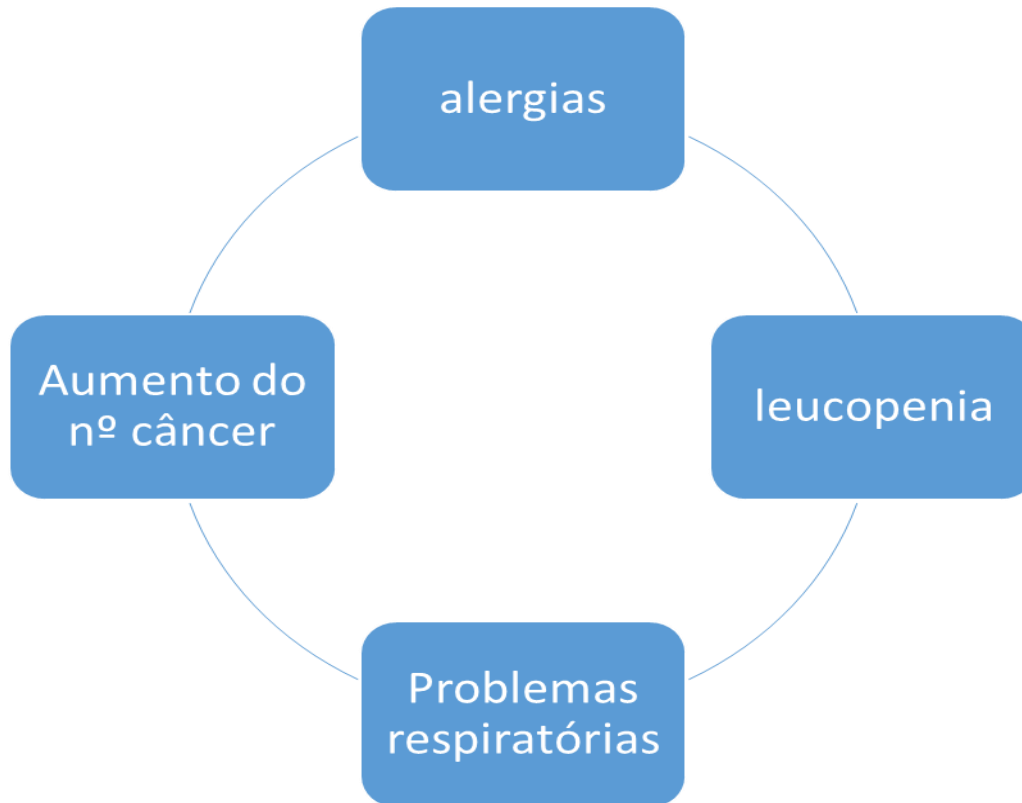 alergias
Aumento do
nº câncer
leucopenia
Problemas
respiratórias